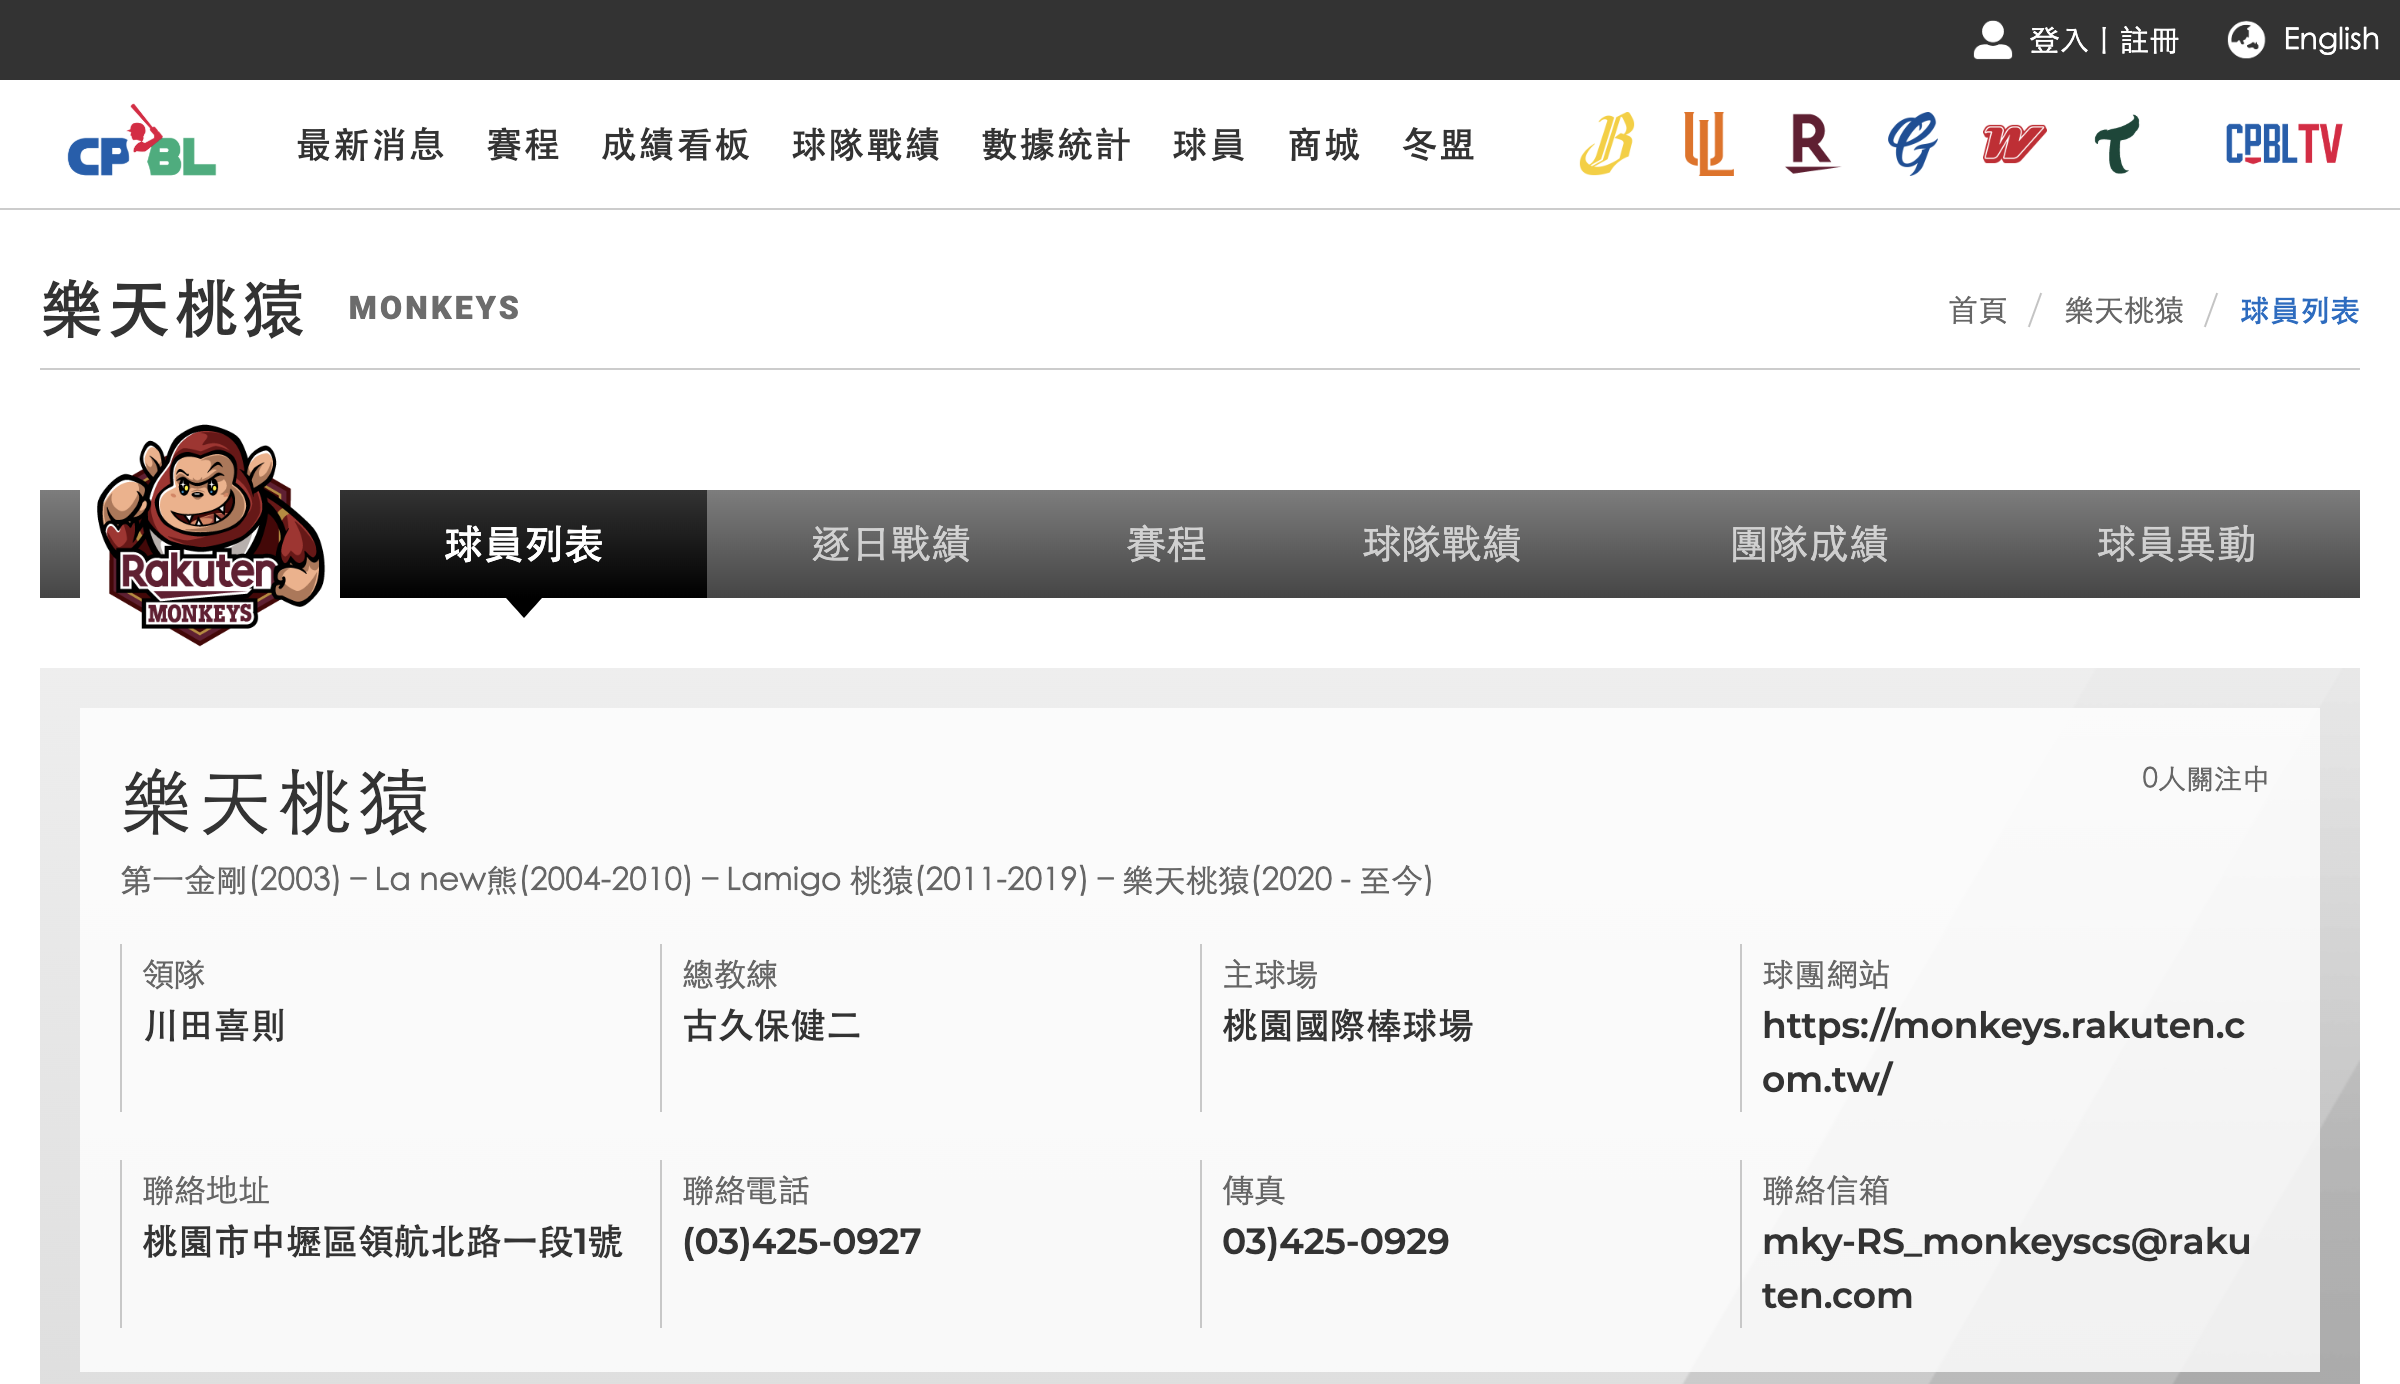 登入 | 註冊 English
CPBL 最新消息 賽程 成績看板 球隊戰績 數據統計 球員 商城 冬盟 B UL R G W T CPBLTV
樂天桃猿 MONKEYS 首頁 / 樂天桃猿 / 球員列表
Rakuten
MONKEYS
球員列表 逐日戰績 賽程 球隊戰績 團隊成績 球員異動
樂天桃猿
0人關注中
第一金剛(2003) – La new熊(2004-2010) – Lamigo 桃猿(2011-2019) – 樂天桃猿(2020 - 至今)
領隊
川田喜則
總教練
古久保健二
主球場
桃園國際棒球場
球團網站
https://monkeys.rakuten.c
om.tw/
聯絡地址
桃園市中壢區領航北路一段1號
聯絡電話
(03)425-0927
傳真
03)425-0929
聯絡信箱
mky-RS_monkeyscs@raku
ten.com